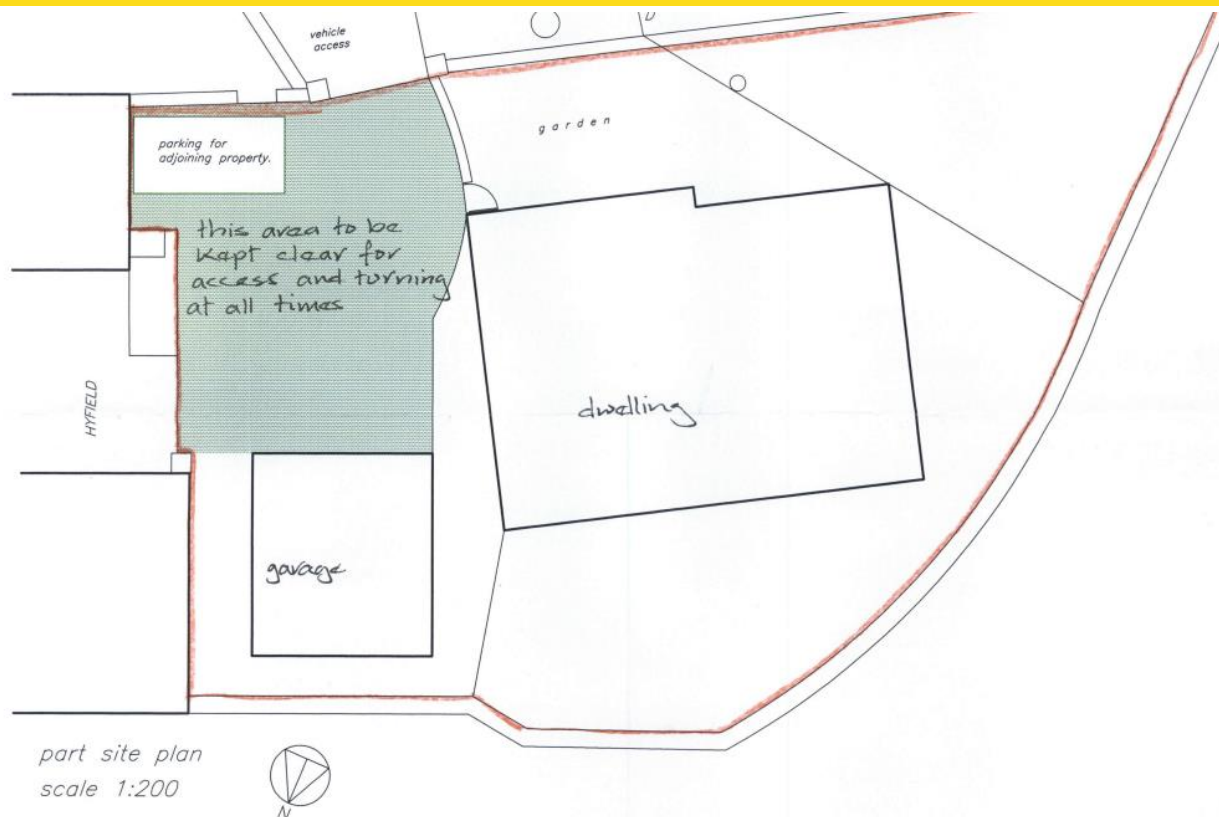 vehicle
access
D
garden
parking for
adjoining property.
this area to be
kept clear for
access and turning
at all times
HYFIELD
dwelling
garage
part site plan
scale 1:200
N